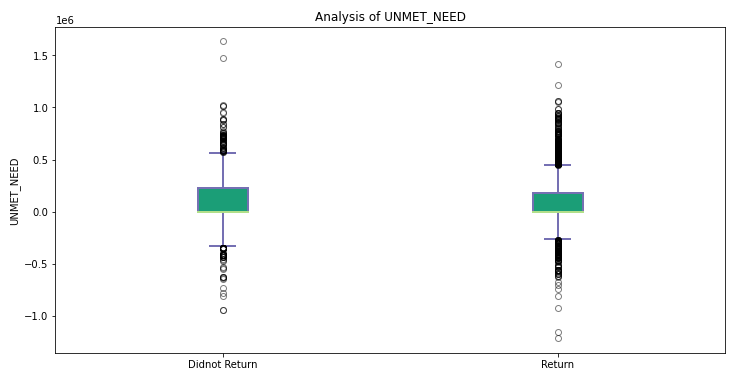 Analysis of UNMET_NEED
1e6
1.5
1.0
0.5
0.0
−0.5
−1.0
UNMET_NEED
Didnot Return
Return